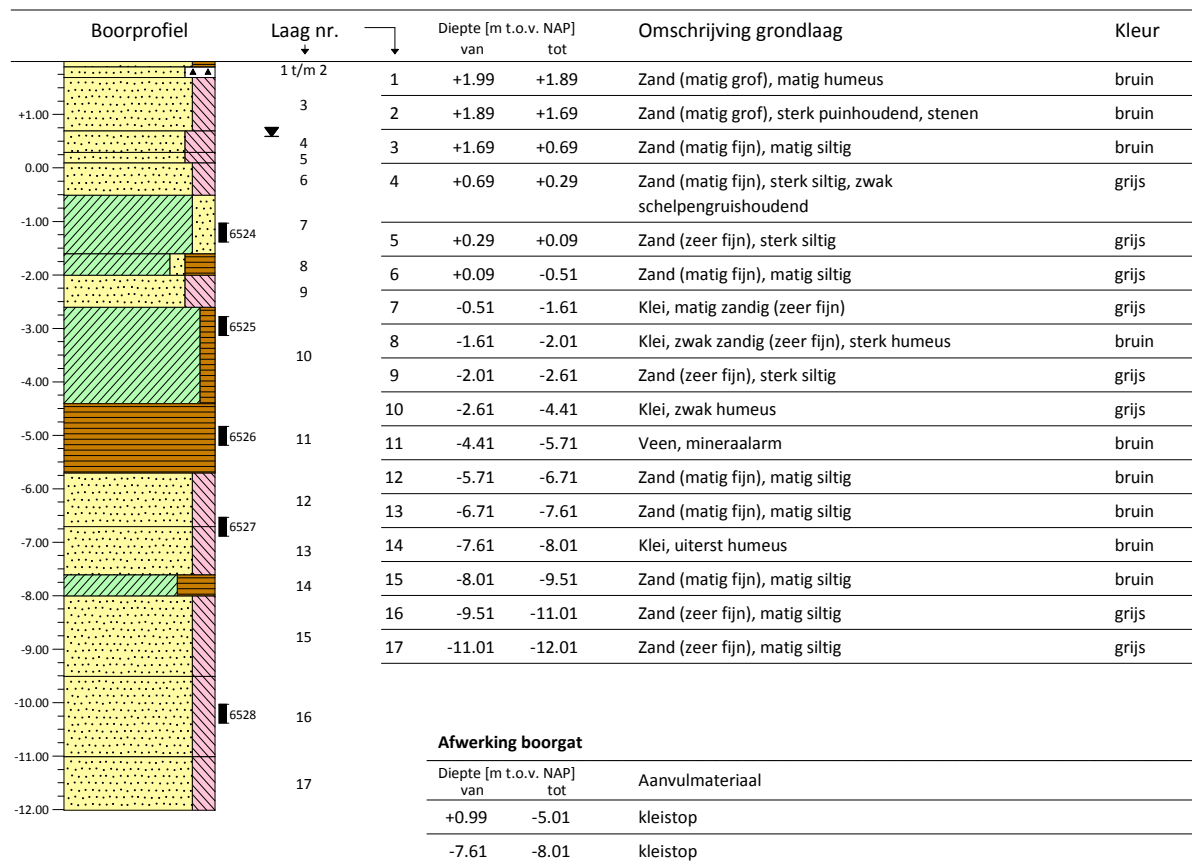 Boorprofiel Laag nr. Diepte [m t.o.v. NAP] Omschrijving grondlaag Kleur
van tot
1 t/m 2
1 +1.99 +1.89 Zand (matig grof), matig humeus bruin
2 +1.89 +1.69 Zand (matig grof), sterk puinhoudend, stenen bruin
3 +1.69 +0.69 Zand (matig fijn), matig siltig bruin
4 +0.69 +0.29 Zand (matig fijn), sterk siltig, zwak grijs
schelpengruishoudend
5 +0.29 +0.09 Zand (zeer fijn), sterk siltig grijs
6 +0.09 -0.51 Zand (matig fijn), matig siltig grijs
7 -0.51 -1.61 Klei, matig zandig (zeer fijn) grijs
8 -1.61 -2.01 Klei, zwak zandig (zeer fijn), sterk humeus bruin
9 -2.01 -2.61 Zand (zeer fijn), sterk siltig grijs
10 -2.61 -4.41 Klei, zwak humeus grijs
11 -4.41 -5.71 Veen, mineraalarm bruin
12 -5.71 -6.71 Zand (matig fijn), matig siltig bruin
13 -6.71 -7.61 Zand (matig fijn), matig siltig bruin
14 -7.61 -8.01 Klei, uiterst humeus bruin
15 -8.01 -9.51 Zand (matig fijn), matig siltig bruin
16 -9.51 -11.01 Zand (zeer fijn), matig siltig grijs
17 -11.01 -12.01 Zand (zeer fijn), matig siltig grijs
3
+1.00
4
5
0.00
6
-1.00
7
6524
8
-2.00
9
-3.00
6525
10
-4.00
-5.00
6526
11
-6.00
12
6527
-7.00
13
14
-8.00
15
-9.00
-10.00
6528
16
-11.00
17
-12.00
Afwerking boorgat
Diepte [m t.o.v. NAP] Aanvulmateriaal
van tot
+0.99 -5.01 kleistop
-7.61 -8.01 kleistop